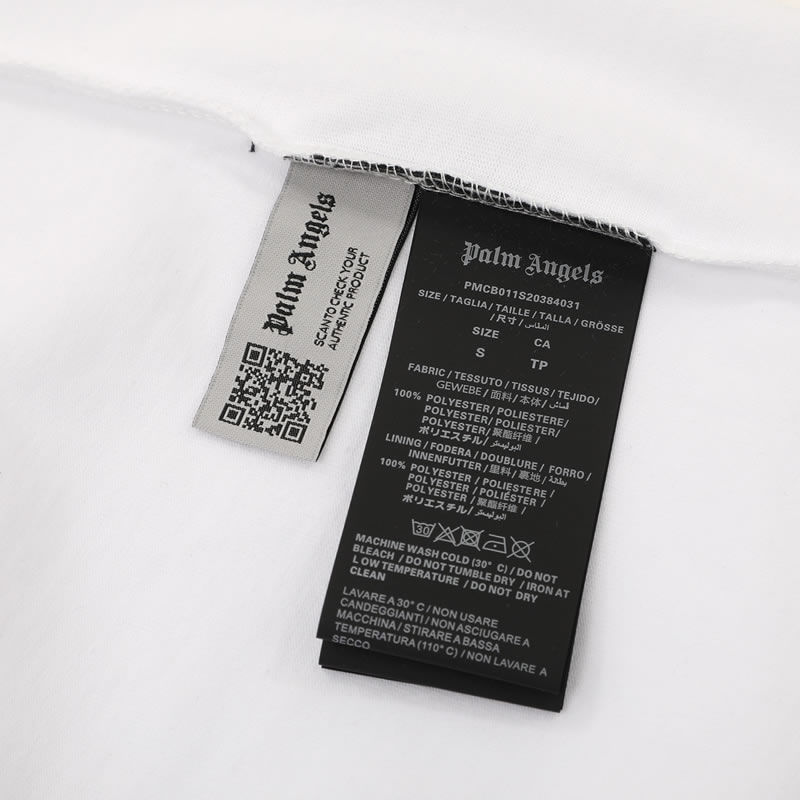 Palm Angels
SCAN TO CHECK YOUR
AUTHENTIC PRODUCT
Palm Angels
PMCB011S20384031
SIZE / TAGLIA / TAILLE / TALLA / GRÖSSE
/ 尺寸 / المقاس
SIZE CA
S TP
FABRIC / TESSUTO / TISSUS / TEJIDO /
GEWEBE / 面料 / 本体 / قماش
100% POLYESTER / POLIESTERE /
POLYESTER / POLIÉSTER /
POLYESTER / 聚酯纤维 /
ポリエステル / البوليستر
LINING / FODERA / DOUBLURE / FORRO /
INNENFUTTER / 里料 / 裏地 / بطانة
100% POLYESTER / POLIESTERE /
POLYESTER / POLIÉSTER /
POLYESTER / 聚酯纤维 /
ポリエステル / البوليستر
30
MACHINE WASH COLD (30° C) / DO NOT
BLEACH / DO NOT TUMBLE DRY / IRON AT
LOW TEMPERATURE / DO NOT DRY
CLEAN
LAVARE A 30° C / NON USARE
CANDEGGIANTI / NON ASCIUGARE A
MACCHINA / STIRARE A BASSA
TEMPERATURA (110° C) / NON LAVARE A
SECCO